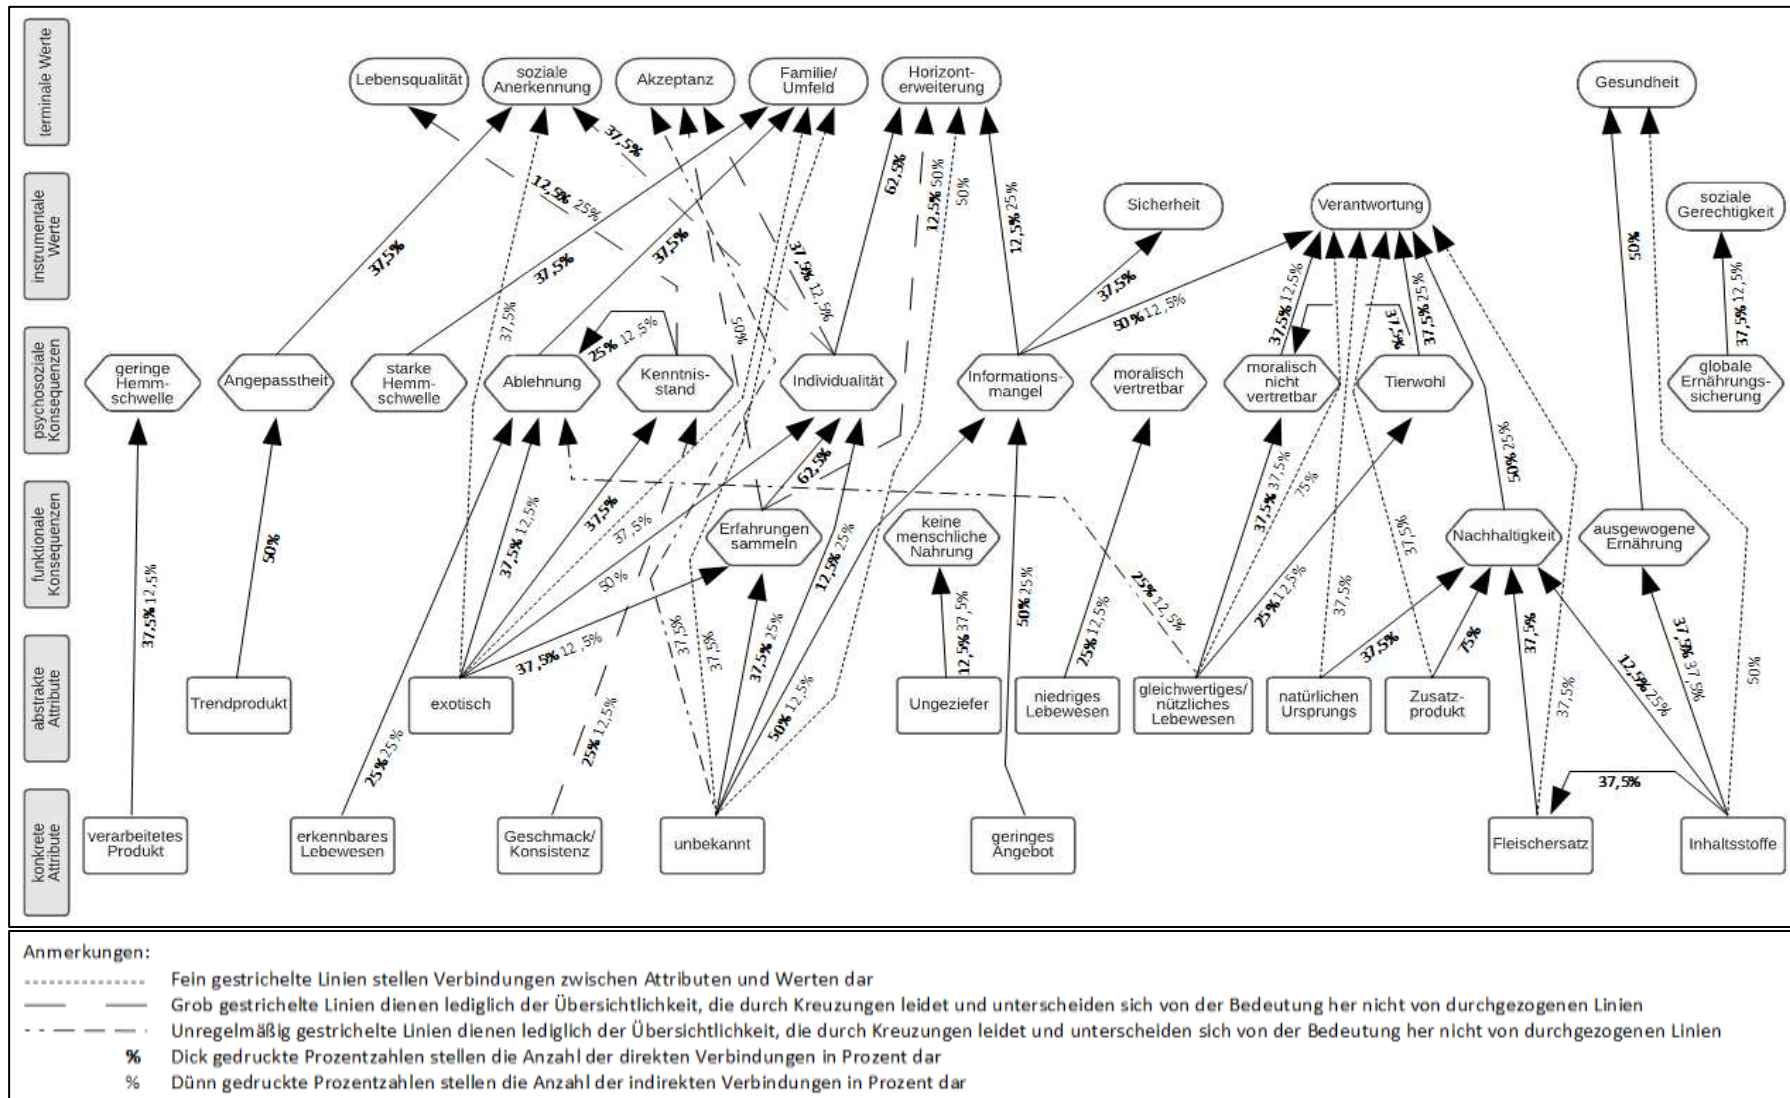 terminale Werte
Lebensqualität
soziale
Anerkennung
Akzeptanz
Familie/
Umfeld
Horizont-
erweiterung
Gesundheit
37,5%
62,5%
12,5% 50%
50%
12,5% 25%
instrumentale
Werte
Sicherheit
Verantwortung
soziale
Gerechtigkeit
12,5% 25%
37,5%
37,5%
37,5%
37,5% 12,5%
37,5%
50% 12,5%
37,5% 12,5%
37,5% 25%
37,5%
50%
37,5% 12,5%
37,5%
50%
25% 12,5%
psychosoziale
Konsequenzen
geringe
Hemm-
schwelle
Angepasstheit
starke
Hemm-
schwelle
Ablehnung
Kenntnis-
stand
Individualität
Informations-
mangel
moralisch
vertretbar
moralisch
nicht
vertretbar
Tierwohl
globale
Ernährungs-
sicherung
62,5%
50% 25%
37,5% 37,5%
75%
funktionale
Konsequenzen
Erfahrungen
sammeln
keine
menschliche
Nahrung
Nachhaltigkeit
ausgewogene
Ernährung
50%
37,5% 12,5%
37,5%
37,5%
50%
12,5% 25%
50% 25%
25% 12,5%
25% 12,5%
37,5%
37,5%
37,5% 12,5%
37,5% 12,5%
37,5%
37,5%
37,5% 25%
12,5% 37,5%
25% 12,5%
37,5%
75%
37,5%
12,5% 25%
37,5% 37,5%
50%
abstrakte
Attribute
Trendprodukt
exotisch
Ungeziefer
niedriges
Lebewesen
gleichwertiges/
nützliches
Lebewesen
natürlichen
Ursprungs
Zusatz-
produkt
37,5%
25% 25%
25% 12,5%
50% 12,5%
37,5%
konkrete
Attribute
verarbeitetes
Produkt
erkennbares
Lebewesen
Geschmack/
Konsistenz
unbekannt
geringes
Angebot
Fleischersatz
Inhaltsstoffe
Anmerkungen:
Fein gestrichelte Linien stellen Verbindungen zwischen Attributen und Werten dar
Grob gestrichelte Linien dienen lediglich der Übersichtlichkeit, die durch Kreuzungen leidet und unterscheiden sich von der Bedeutung her nicht von durchgezogenen Linien
Unregelmäßig gestrichelte Linien dienen lediglich der Übersichtlichkeit, die durch Kreuzungen leidet und unterscheiden sich von der Bedeutung her nicht von durchgezogenen Linien
% Dick gedruckte Prozentzahlen stellen die Anzahl der direkten Verbindungen in Prozent dar
% Dünn gedruckte Prozentzahlen stellen die Anzahl der indirekten Verbindungen in Prozent dar